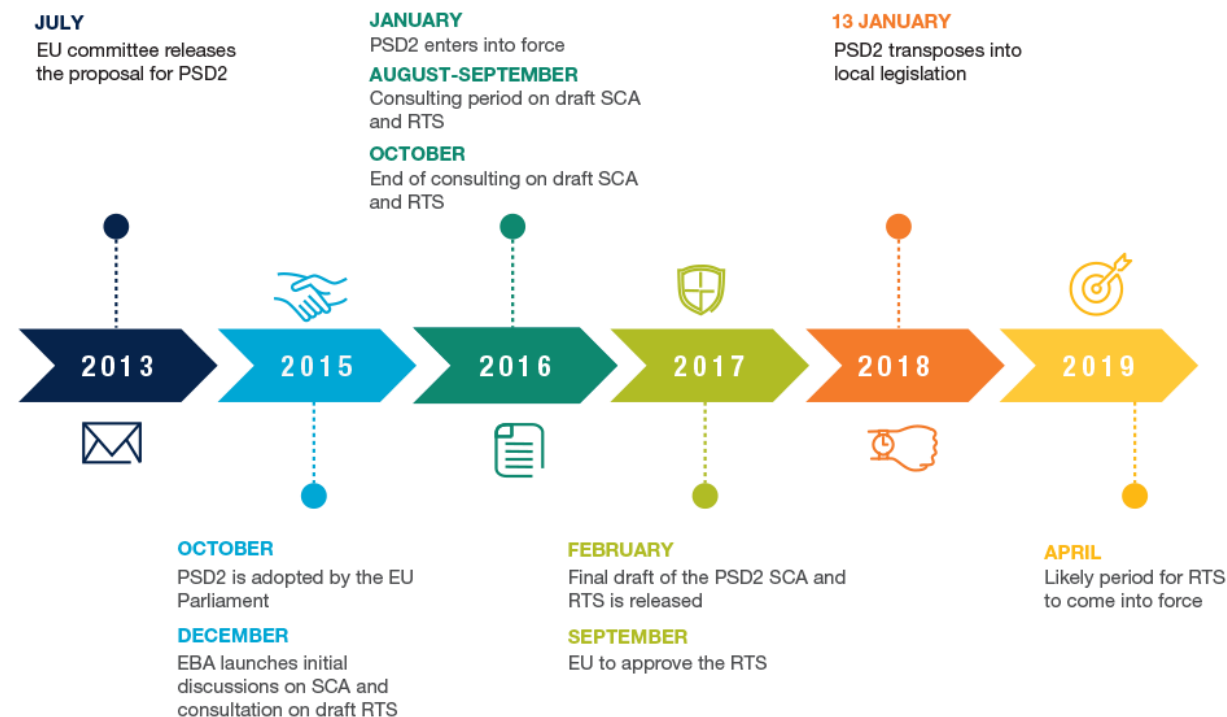 JULY
EU committee releases
the proposal for PSD2
JANUARY
PSD2 enters into force
AUGUST-SEPTEMBER
Consulting period on draft SCA
and RTS
OCTOBER
End of consulting on draft SCA
and RTS
13 JANUARY
PSD2 transposes into
local legislation
2013
2015
2016
2017
2018
2019
OCTOBER
PSD2 is adopted by the EU
Parliament
DECEMBER
EBA launches initial
discussions on SCA and
consultation on draft RTS
FEBRUARY
Final draft of the PSD2 SCA and
RTS is released
SEPTEMBER
EU to approve the RTS
APRIL
Likely period for RTS
to come into force